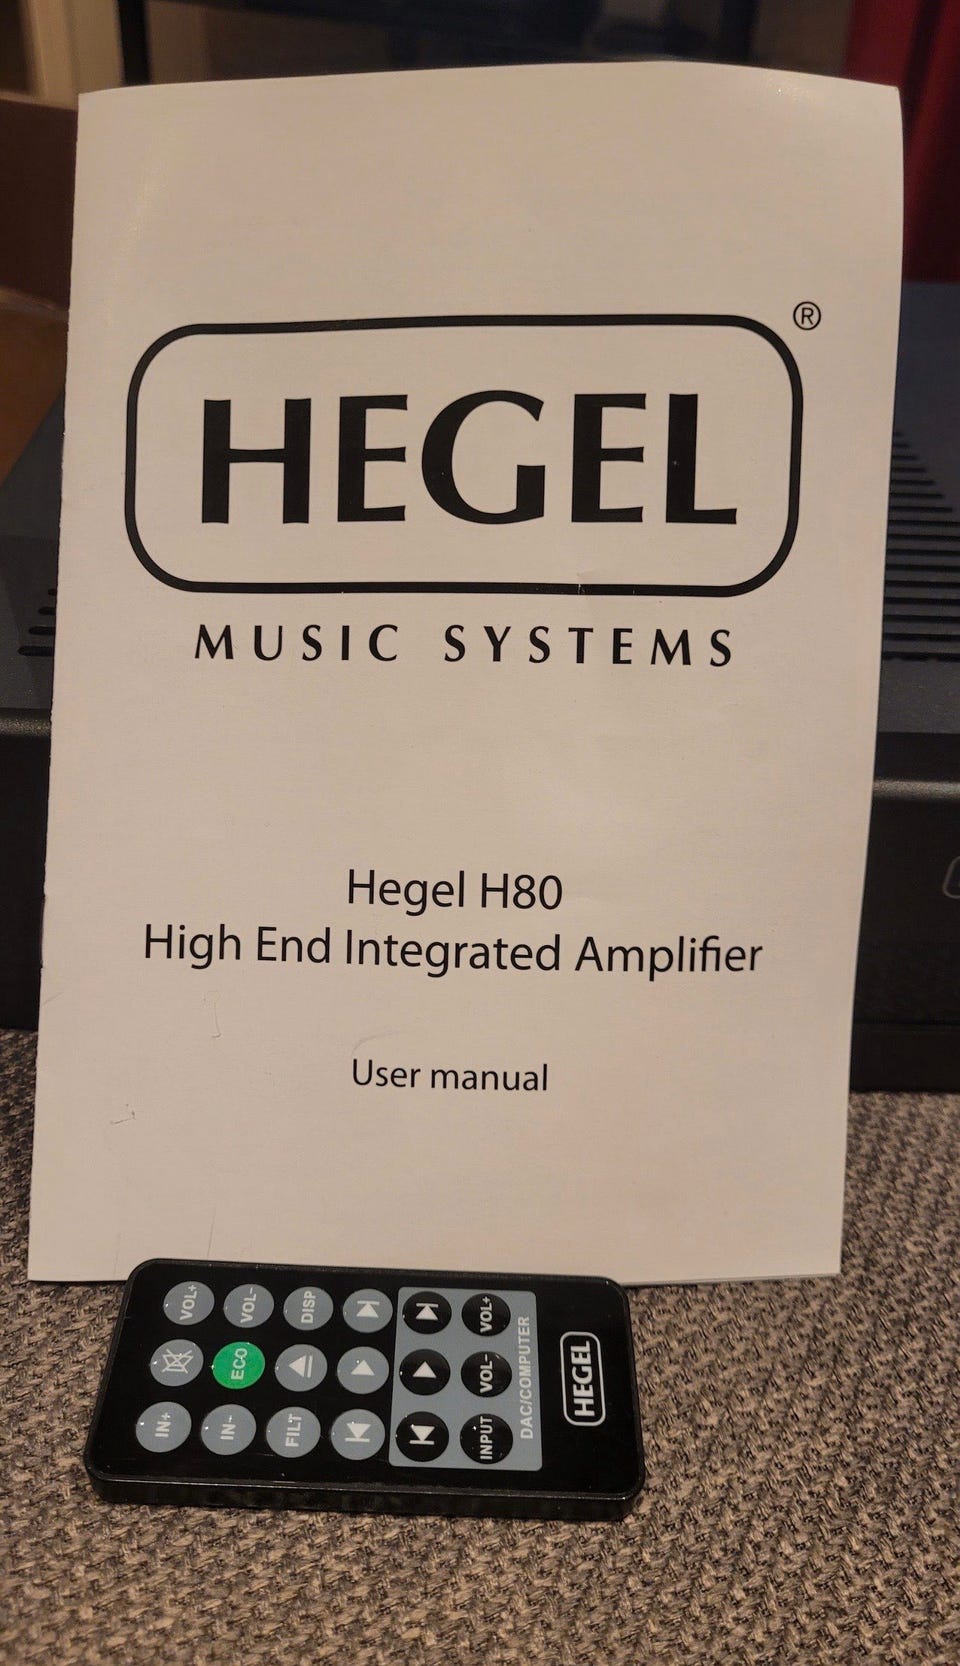 HEGEL ®
MUSIC SYSTEMS
Hegel H80
High End Integrated Amplifier
User manual
IN+ VOL+
IN- ECO VOL-
FILT DISP
INPUT VOL- VOL+
DAC/COMPUTER
HEGEL